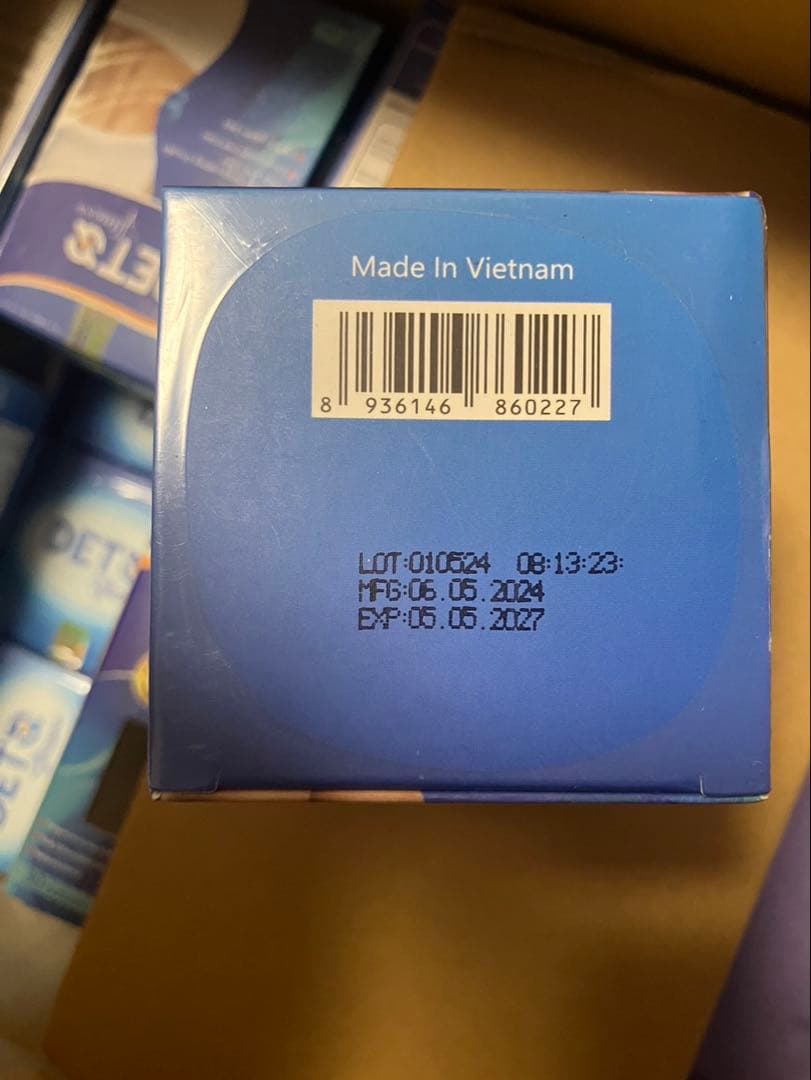 Made In Vietnam
8 936146 860227
LOT:010524 08:13:23:
MFG:06.05.2024
EXP:05.05.2027
DETS